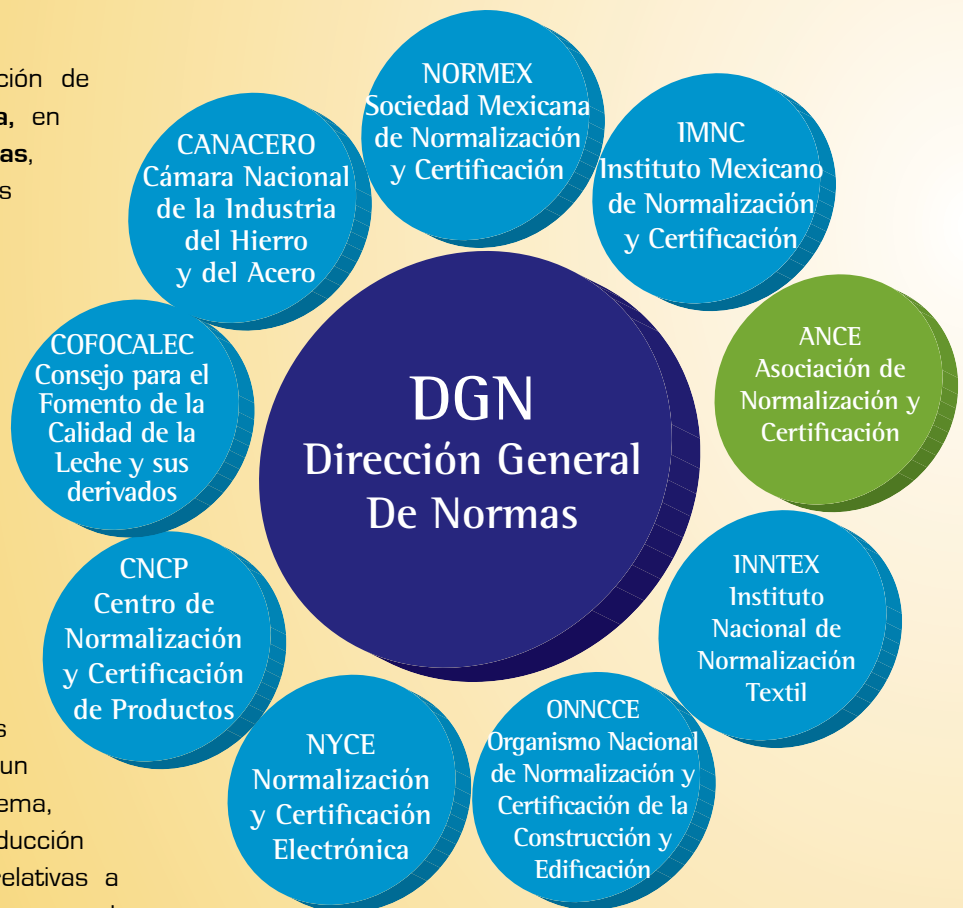 ción de
a, en
as,
s
s
un
ema,
ducción
relativas a
NORMEX
Sociedad Mexicana
de Normalización
y Certificación
IMNC
Instituto Mexicano
de Normalización
y Certificación
ANCE
Asociación de
Normalización y
Certificación
INNTEX
Instituto
Nacional de
Normalización
Textil
ONNCCE
Organismo Nacional
de Normalización y
Certificación de la
Construcción y
Edificación
NYCE
Normalización
y Certificación
Electrónica
CNCP
Centro de
Normalización
y Certificación
de Productos
COFOCALEC
Consejo para el
Fomento de la
Calidad de la
Leche y sus
derivados
CANACERO
Cámara Nacional
de la Industria
del Hierro
y del Acero
DGN
Dirección General
De Normas